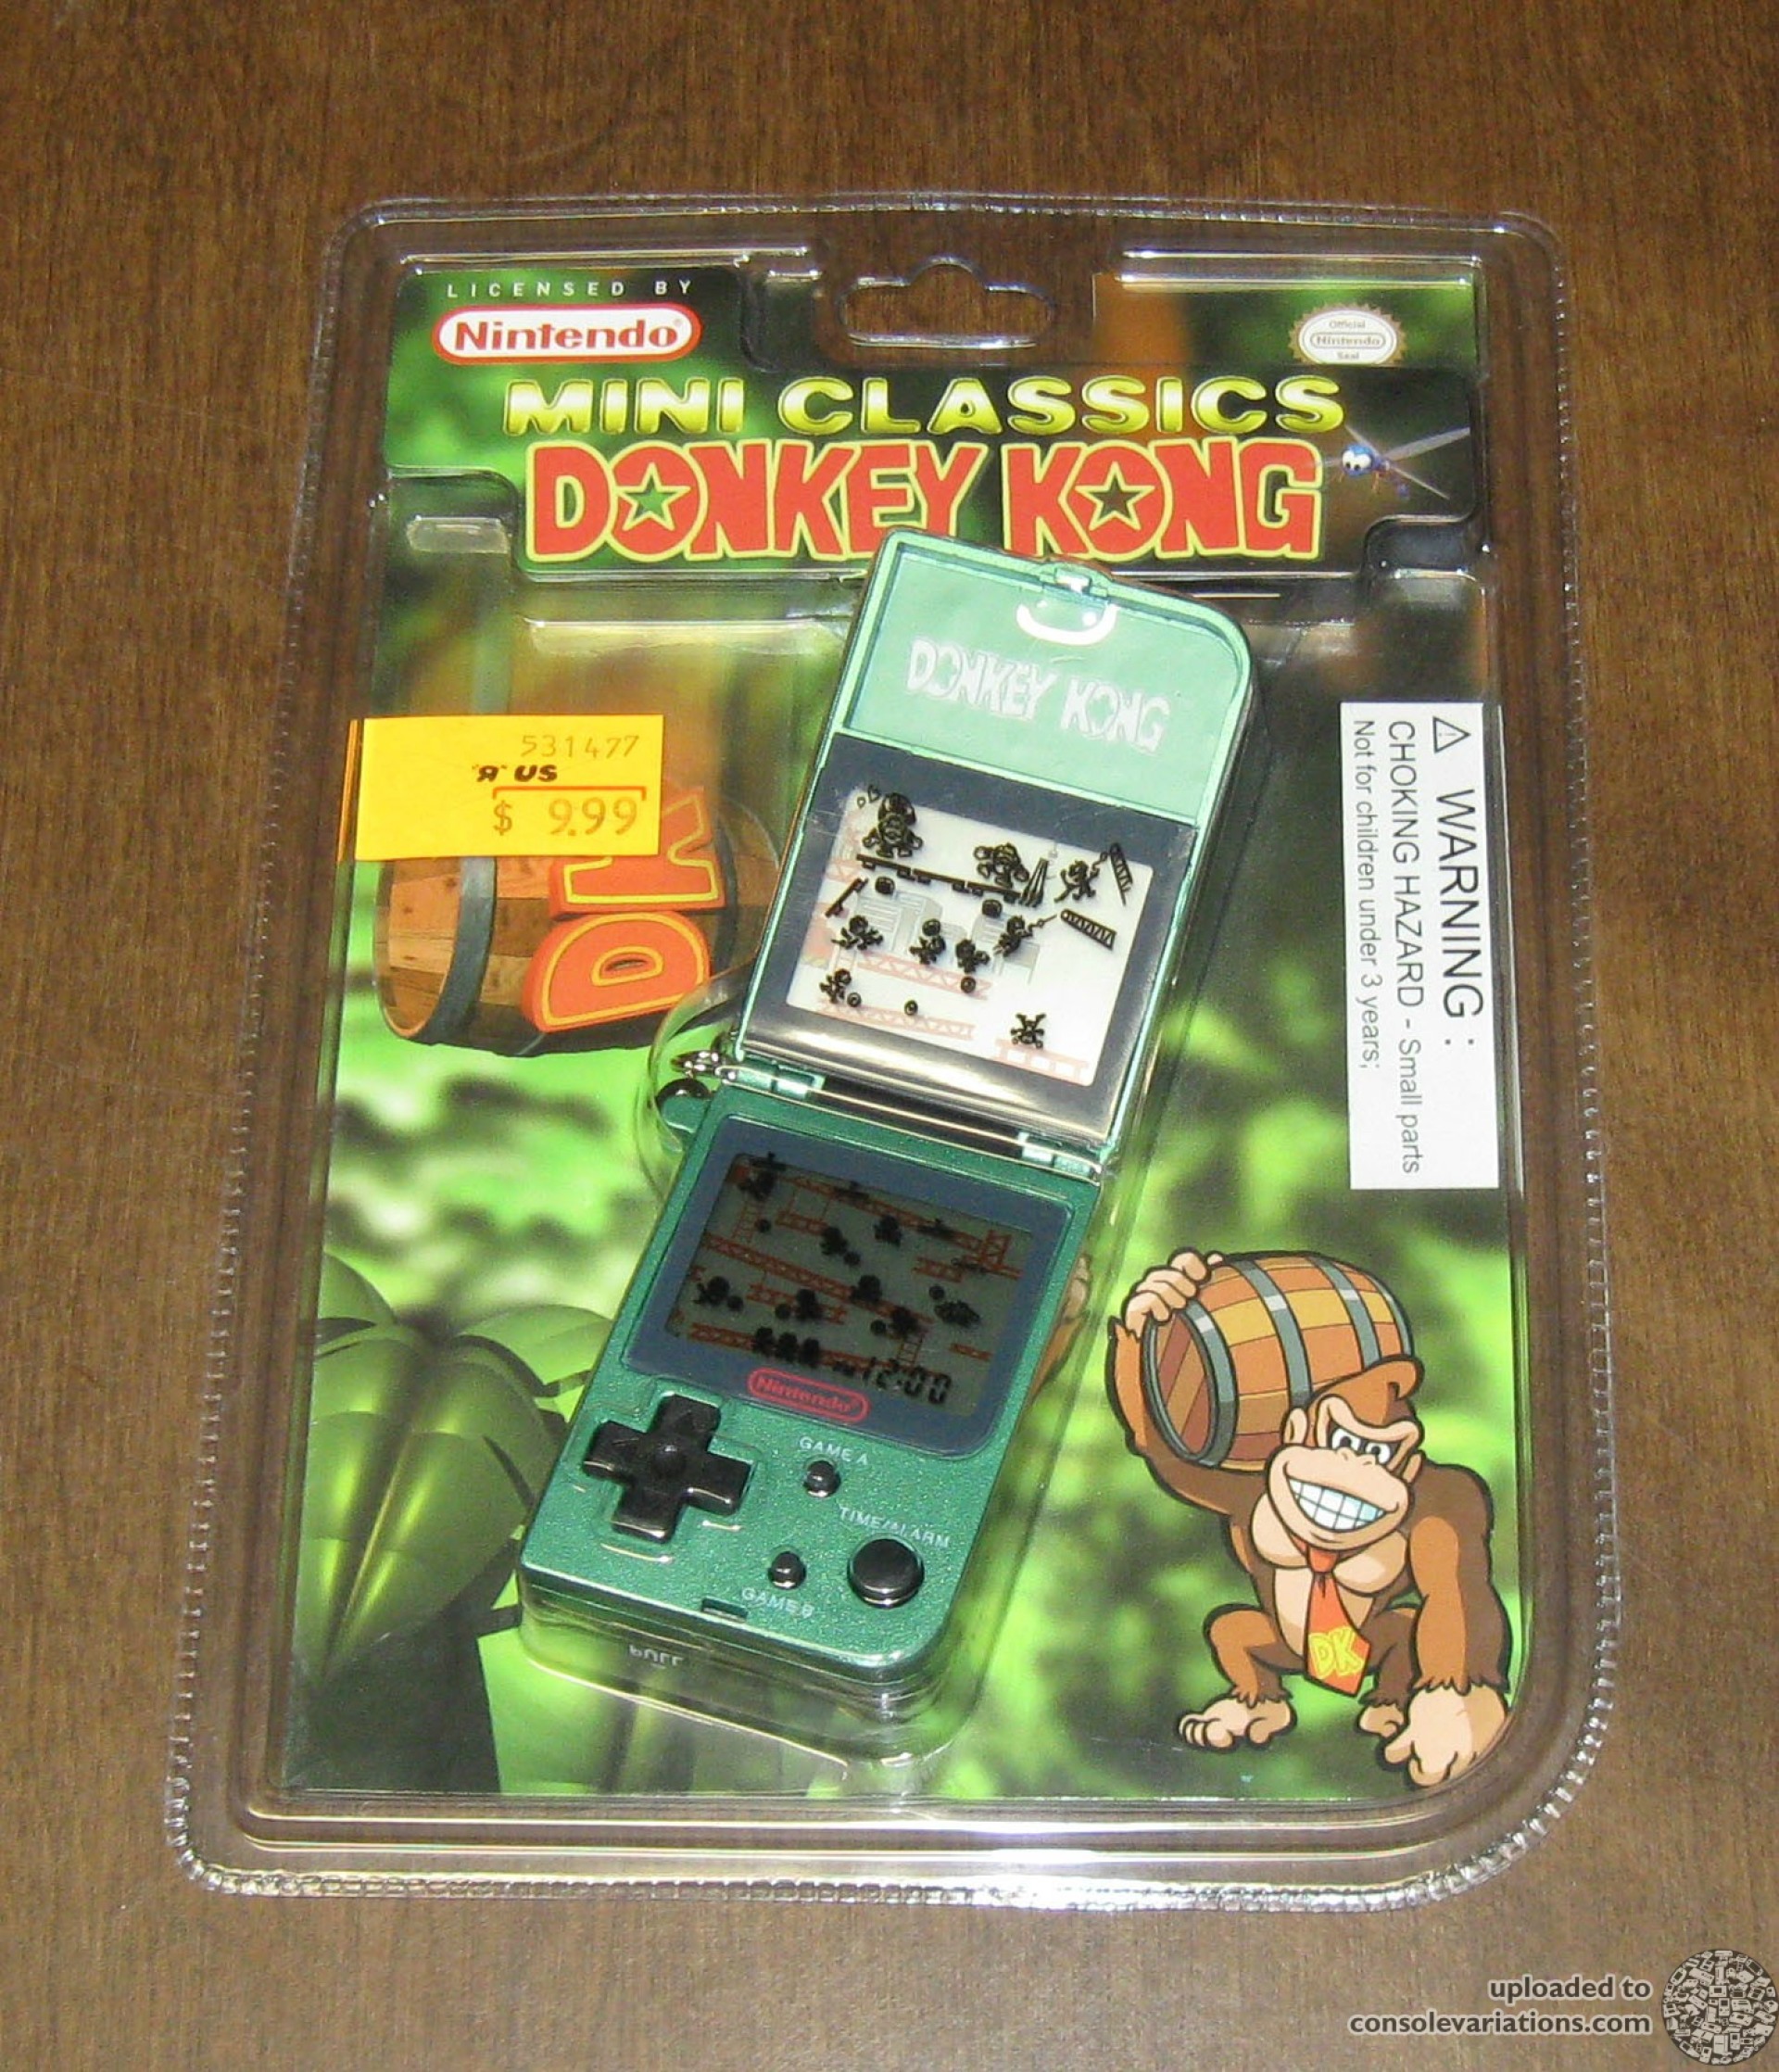 LICENSED BY
Nintendo®
Official
Nintendo
Seal
MINI CLASSICS
DONKEY KONG
DONKEY KONG
531477
"R" US
$ 9.99
DK
⚠ WARNING :
CHOKING HAZARD - Small parts
Not for children under 3 years;
12:00
Nintendo®
GAME A
TIME/ALARM
GAME B
PULL
DK
uploaded to
consolevariations.com